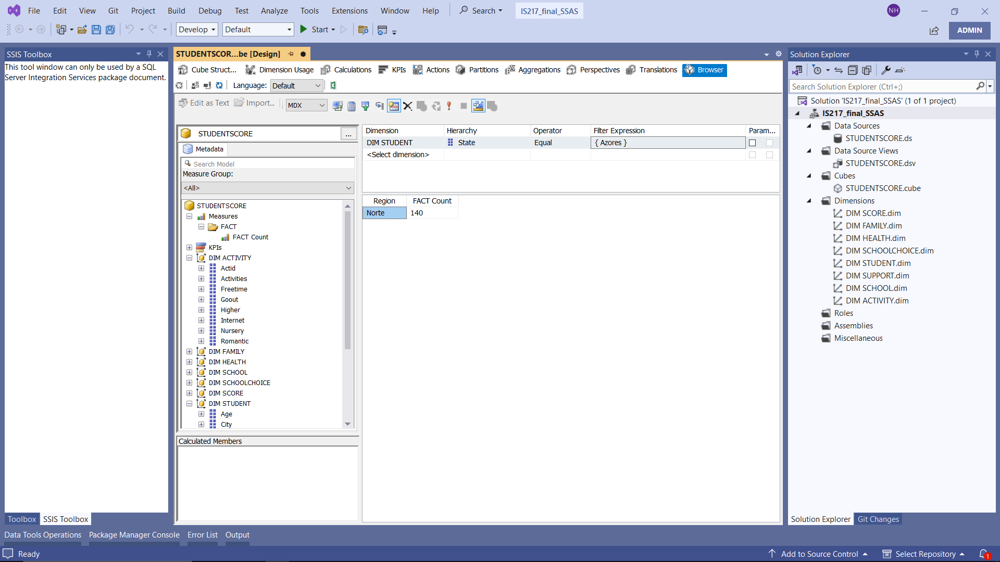 File Edit View Git Project Build Debug Test Analyze Tools Extensions Window Help Search IS217_final_SSAS NH
Develop Default Start ADMIN
SSIS Toolbox
This tool window can only be used by a SQL
Server Integration Services package document.
Toolbox SSIS Toolbox
STUDENTSCOR...be [Design]
Cube Struct... Dimension Usage Calculations KPIs Actions Partitions Aggregations Perspectives Translations Browser
Language: Default
Edit as Text Import... MDX
STUDENTSCORE ...
Metadata
Search Model
Measure Group:
<All>
STUDENTSCORE
Measures
FACT
FACT Count
KPIs
DIM ACTIVITY
Actid
Activities
Freetime
Goout
Higher
Internet
Nursery
Romantic
DIM FAMILY
DIM HEALTH
DIM SCHOOL
DIM SCHOOLCHOICE
DIM SCORE
DIM STUDENT
Age
City
Calculated Members
Dimension Hierarchy Operator Filter Expression Param...
DIM STUDENT State Equal { Azores }
<Select dimension>
Region FACT Count
Norte 140
Solution Explorer
Search Solution Explorer (Ctrl+;)
Solution 'IS217_final_SSAS' (1 of 1 project)
IS217_final_SSAS
Data Sources
STUDENTSCORE.ds
Data Source Views
STUDENTSCORE.dsv
Cubes
STUDENTSCORE.cube
Dimensions
DIM SCORE.dim
DIM FAMILY.dim
DIM HEALTH.dim
DIM SCHOOLCHOICE.dim
DIM STUDENT.dim
DIM SUPPORT.dim
DIM SCHOOL.dim
DIM ACTIVITY.dim
Roles
Assemblies
Miscellaneous
Solution Explorer Git Changes
Data Tools Operations Package Manager Console Error List Output
Ready Add to Source Control Select Repository 1